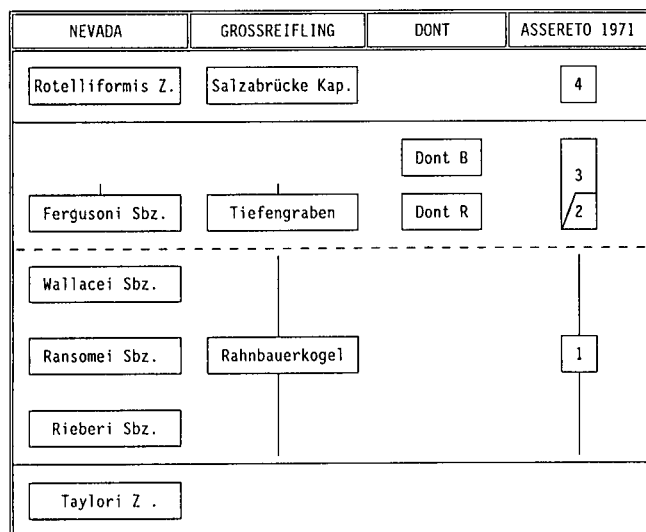 NEVADA GROSSREIFLING DONT ASSERETO 1971
Rotelliformis Z. Salzabrücke Kap. 4
Dont B
3
Fergusoni Sbz. Tiefengraben Dont R 2
Wallacei Sbz.
Ransomei Sbz. Rahnbauerkogel 1
Rieberi Sbz.
Taylori Z .